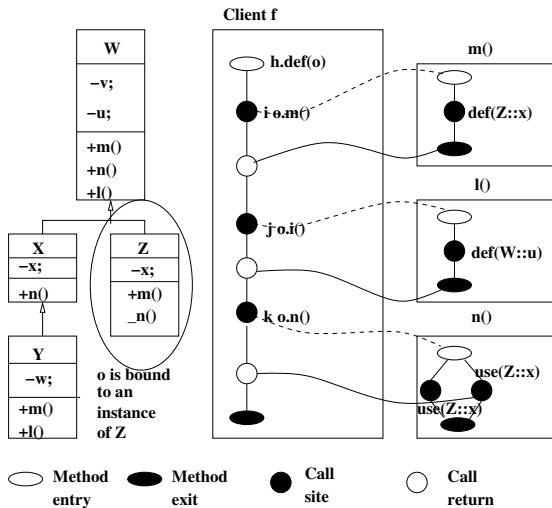 Client f
W
−v;
−u;
+m()
+n()
+l()
X
−x;
+n()
Z
−x;
+m()
_n()
Y
−w;
+m()
+l()
o is bound
to an
instance
of Z
h.def(o)
i o.m()
j o.i()
k o.n()
m()
def(Z::x)
l()
def(W::u)
n()
use(Z::x)
use(Z::x)
Method
entry
Method
exit
Call
site
Call
return